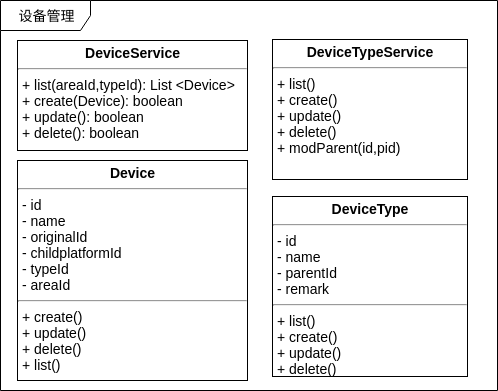 设备管理
DeviceService
+ list(areaId,typeId): List <Device>
+ create(Device): boolean
+ update(): boolean
+ delete(): boolean
DeviceTypeService
+ list()
+ create()
+ update()
+ delete()
+ modParent(id,pid)
Device
- id
- name
- originalId
- childplatformId
- typeId
- areaId
+ create()
+ update()
+ delete()
+ list()
DeviceType
- id
- name
- parentId
- remark
+ list()
+ create()
+ update()
+ delete()